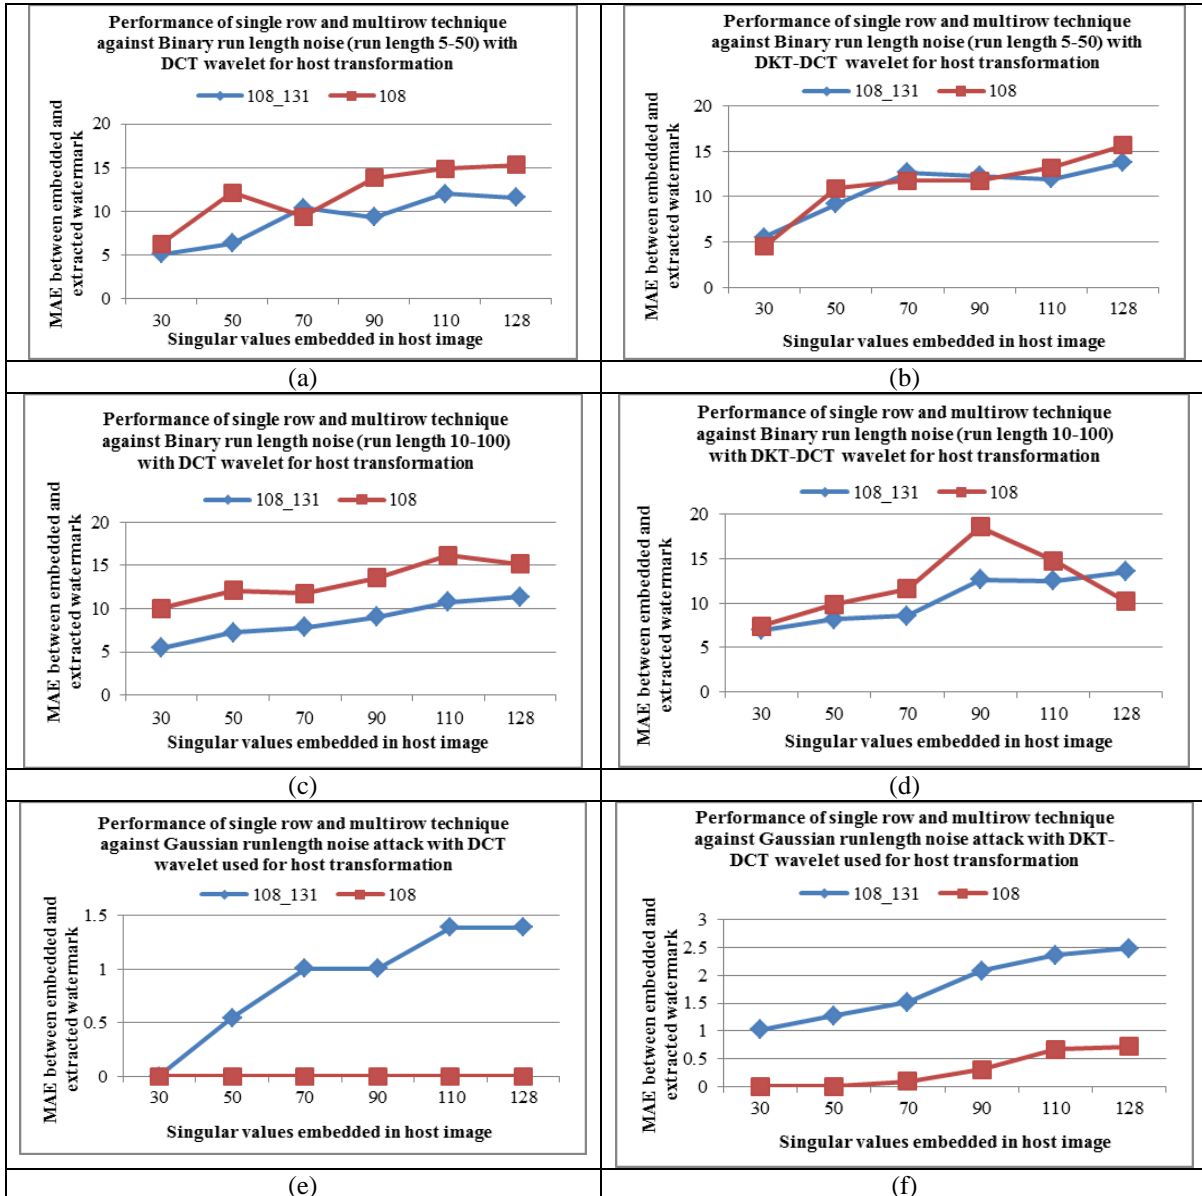 Performance of single row and multirow technique
against Binary run length noise (run length 5-50) with
DCT wavelet for host transformation
108_131 108
MAE between embedded and
extracted watermark
20
15
10
5
0
30 50 70 90 110 128
Singular values embedded in host image
(a)
Performance of single row and multirow technique
against Binary run length noise (run length 5-50) with
DKT-DCT wavelet for host transformation
108_131 108
MAE between embedded and
extracted watermark
20
15
10
5
0
30 50 70 90 110 128
Singular values embedded in host image
(b)
Performance of single row and multirow technique
against Binary run length noise (run length 10-100)
with DCT wavelet for host transformation
108_131 108
MAE between embedded and
extracted watermark
20
15
10
5
0
30 50 70 90 110 128
Singular values embedded in host image
(c)
Performance of single row and multirow technique
against Binary run length noise (run length 10-100)
with DKT-DCT wavelet for host transformation
108_131 108
MAE between embedded and
extracted watermark
20
15
10
5
0
30 50 70 90 110 128
Singular values embedded in host image
(d)
Performance of single row and multirow technique
against Gaussian runlength noise attack with DCT
wavelet used for host transformation
108_131 108
MAE between embedded and
extracted watermark
1.5
1
0.5
0
30 50 70 90 110 128
Singular values embedded in host image
(e)
Performance of single row and multirow technique
against Gaussian runlength noise attack with DKT-
DCT wavelet used for host transformation
108_131 108
MAE between embedded and
extracted watermark
3
2.5
2
1.5
1
0.5
0
30 50 70 90 110 128
Singular values embedded in host image
(f)